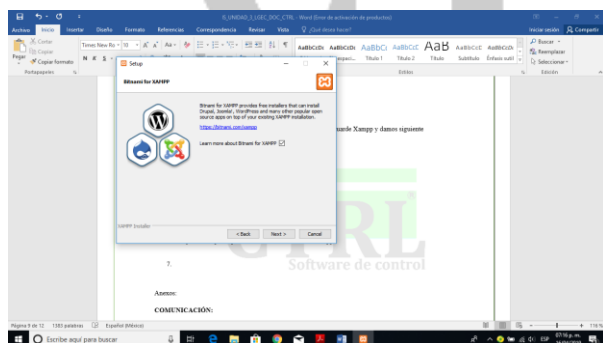 IS_UNIDAD_2_LGEC_DOC_CTRL - Word (Error de activación de productos)
Archivo Inicio Insertar Diseño Formato Referencias Correspondencia Revisar Vista ¿Qué desea hacer? Iniciar sesión Compartir
Pegar Cortar Copiar Copiar formato
Times New Ro 10
N K S
AaBbCcDc AaBbCcDc AaBbCc AaBbCcC AaB AaBbCcC AaBbCcDc
Título 1 Título 2 Título Subtítulo Énfasis sutil
Buscar
Reemplazar
Seleccionar
Portapapeles Estilos Edición
Setup
Bitnami for XAMPP
Bitnami for XAMPP provides free installers that can install
Drupal, Joomla!, WordPress and many other popular open
source apps on top of your existing XAMPP installation.
https://bitnami.com/xampp
Learn more about Bitnami for XAMPP
XAMPP Installer
< Back Next > Cancel
Xampp y damos siguiente
CTRL
7. Software de control
Anexos:
COMUNICACIÓN:
Página 9 de 12 1383 palabras Español (México) 116%
Escribe aquí para buscar
ESP 07:16 p. m.